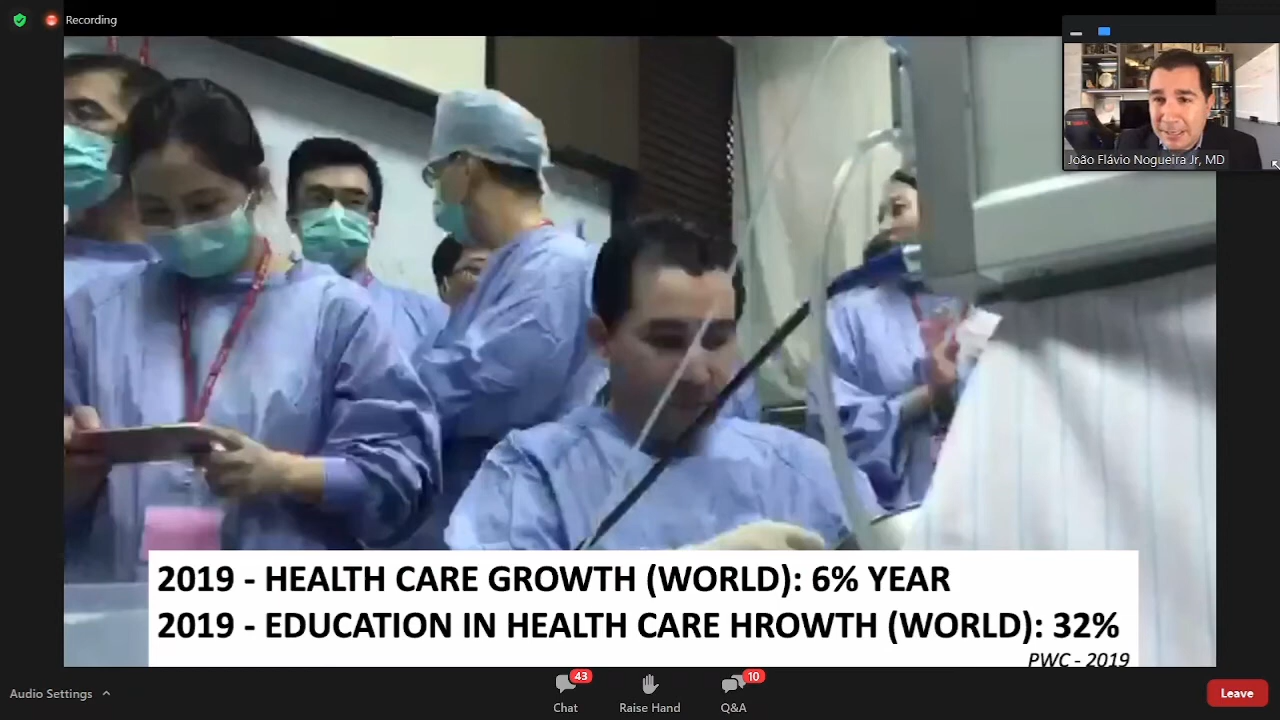 Recording
João Flávio Nogueira Jr, MD
2019 - HEALTH CARE GROWTH (WORLD): 6% YEAR
2019 - EDUCATION IN HEALTH CARE HROWTH (WORLD): 32%
PWC - 2019
Audio Settings
43
Chat
Raise Hand
10
Q&A
Leave